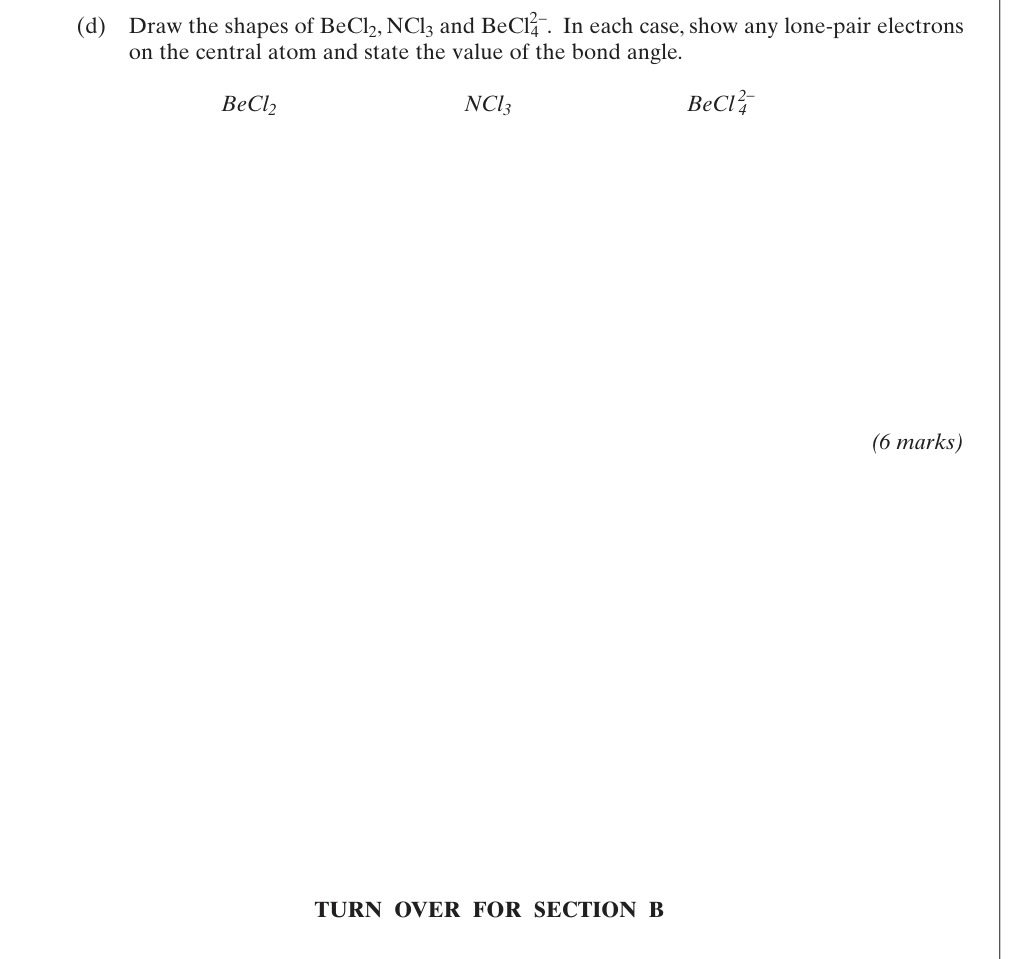 (d) Draw the shapes of BeCl₂, NCl₃ and BeCl₄²⁻. In each case, show any lone-pair electrons
on the central atom and state the value of the bond angle.
BeCl₂ NCl₃ BeCl₄²⁻
(6 marks)
TURN OVER FOR SECTION B